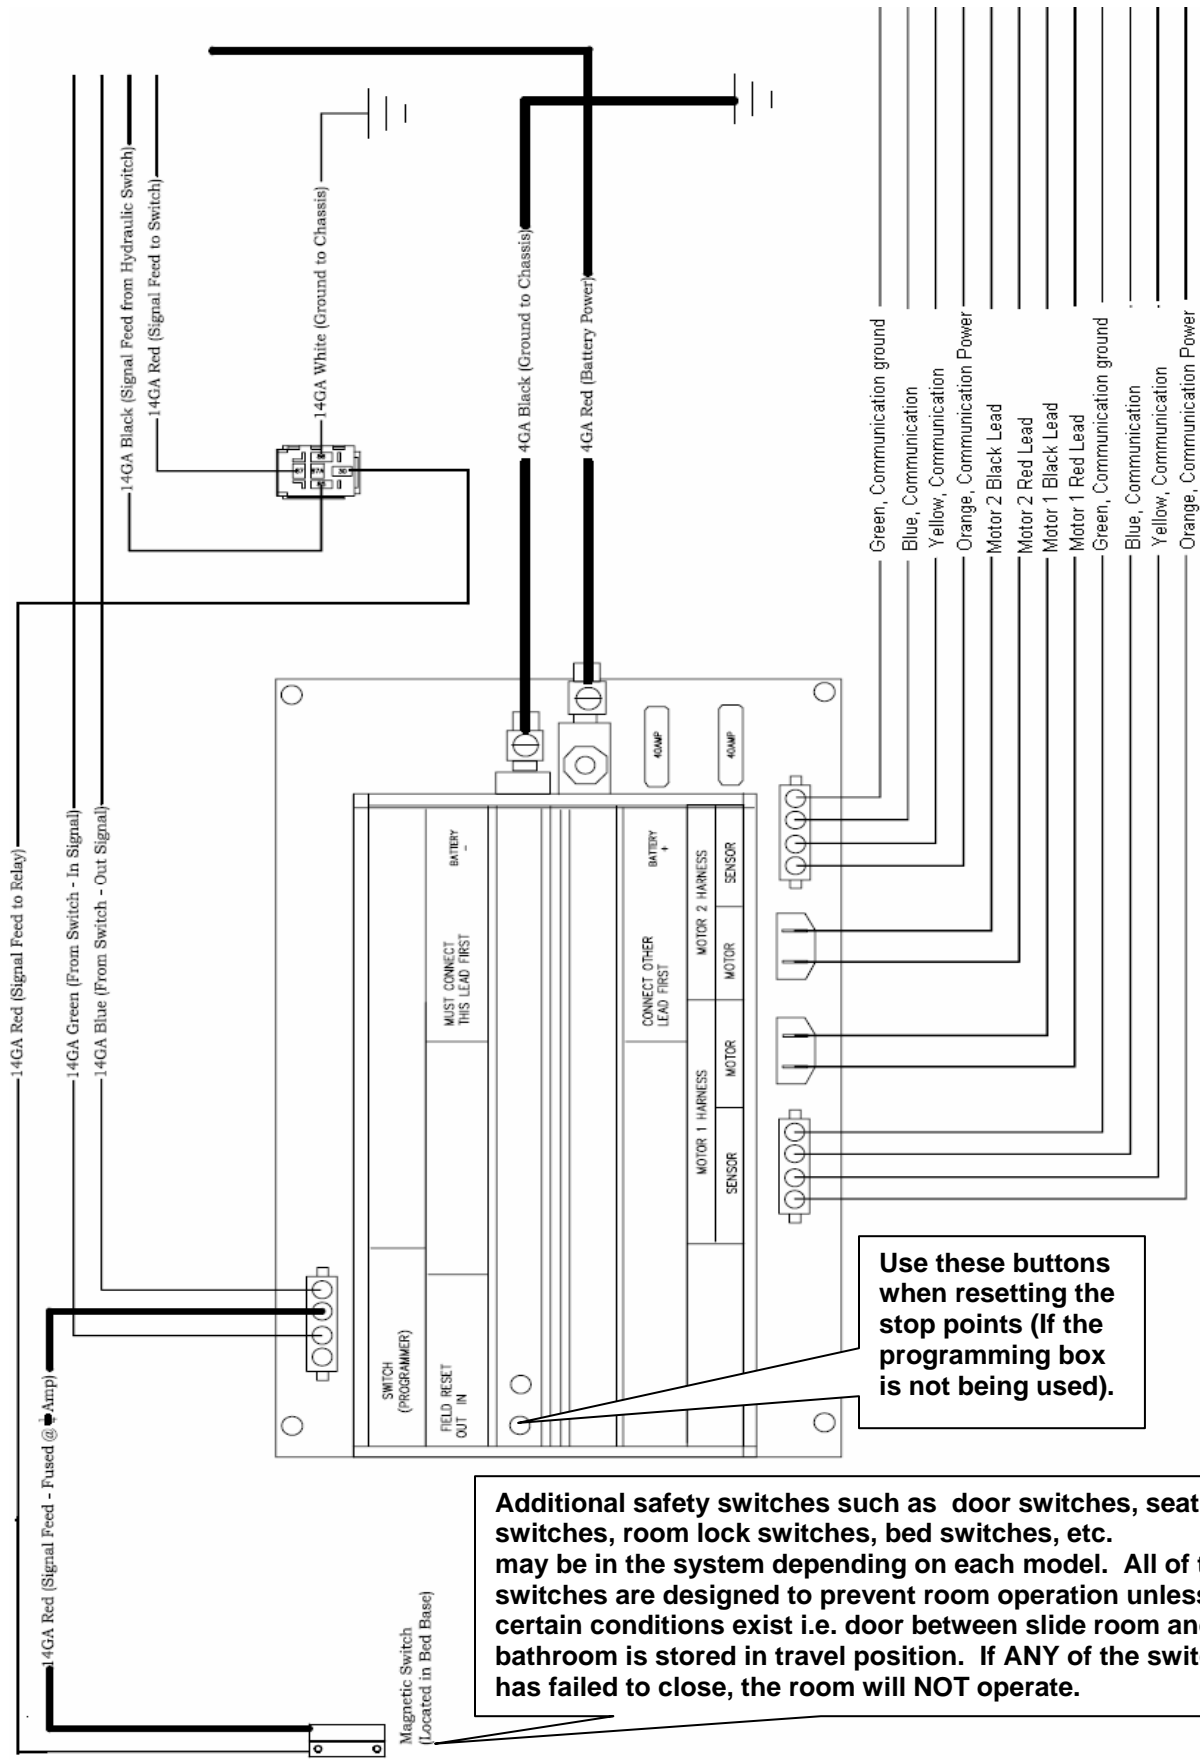 14GA Black (Signal Feed from Hydraulic Switch)
14GA Red (Signal Feed to Switch)
14GA White (Ground to Chassis)
4GA Black (Ground to Chassis)
4GA Red (Battery Power)
Green, Communication ground
Blue, Communication
Yellow, Communication
Orange, Communication Power
Motor 2 Black Lead
Motor 2 Red Lead
Motor 1 Black Lead
Motor 1 Red Lead
Green, Communication ground
Blue, Communication
Yellow, Communication
Orange, Communication Power
87
87A
30
14GA Red (Signal Feed to Relay)
14GA Green (From Switch - In Signal)
14GA Blue (From Switch - Out Signal)
40AMP
40AMP
BATTERY
-
MUST CONNECT
THIS LEAD FIRST
BATTERY
+
CONNECT OTHER
LEAD FIRST
MOTOR 2 HARNESS
SENSOR
MOTOR
MOTOR 1 HARNESS
MOTOR
SENSOR
SWITCH
(PROGRAMMER)
FIELD RESET
OUT IN
Use these buttons
when resetting the
stop points (If the
programming box
is not being used).
14GA Red (Signal Feed - Fused @ Amp)
Magnetic Switch
(Located in Bed Base)
Additional safety switches such as door switches, seat
switches, room lock switches, bed switches, etc.
may be in the system depending on each model. All of
switches are designed to prevent room operation unless
certain conditions exist i.e. door between slide room
bathroom is stored in travel position. If ANY of the
has failed to close, the room will NOT operate.